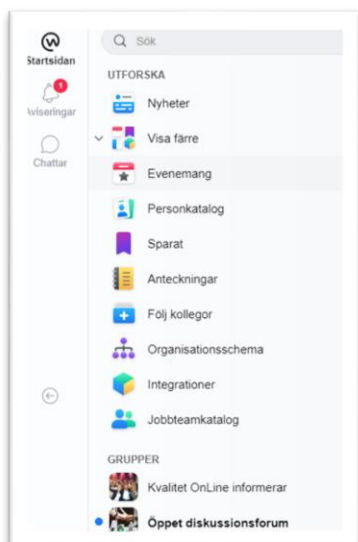 Startsidan
1
Aviseringar
Chattar
Sök
UTFORSKA
Nyheter
Visa färre
Evenemang
Personkatalog
Sparat
Anteckningar
Följ kollegor
Organisationsschema
Integrationer
Jobbteamkatalog
GRUPPER
Kvalitet OnLine informerar
Öppet diskussionsforum